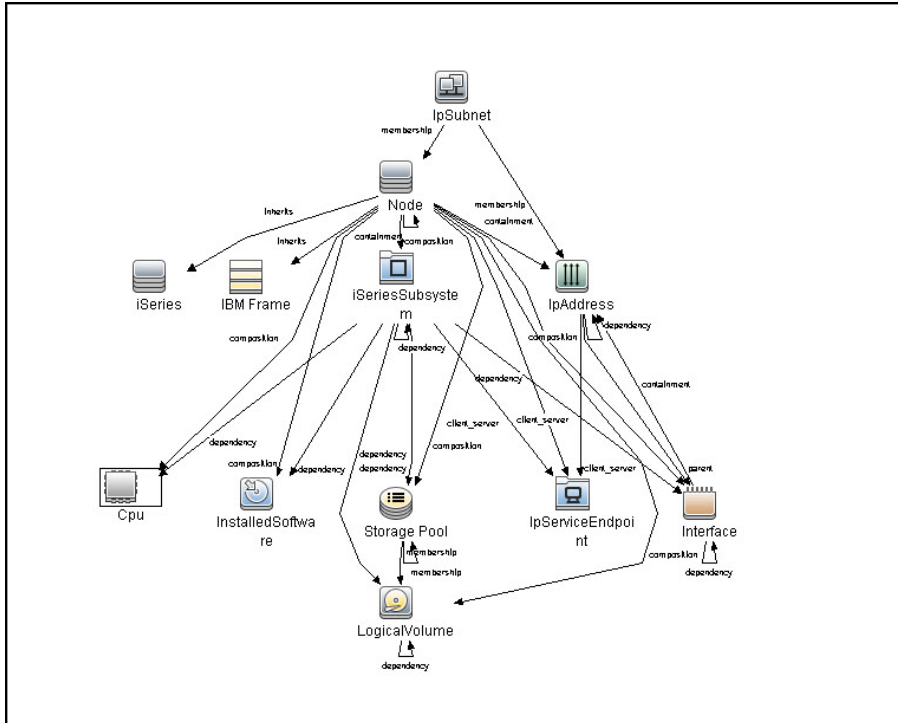 IpSubnet
membership
Node
membership
containment
Inherits
Inherits
containment
composition
iSeries
IBM Frame
iSeriesSubsyste
m
IpAddress
composition
dependency
dependency
dependency
containment
dependency
client_server
client_server
composition
dependency
dependency
composition
dependency
client_server
parent
Cpu
InstalledSoftwa
re
Storage Pool
IpServiceEndpoi
nt
Interface
membership
membership
composition
dependency
LogicalVolume
dependency